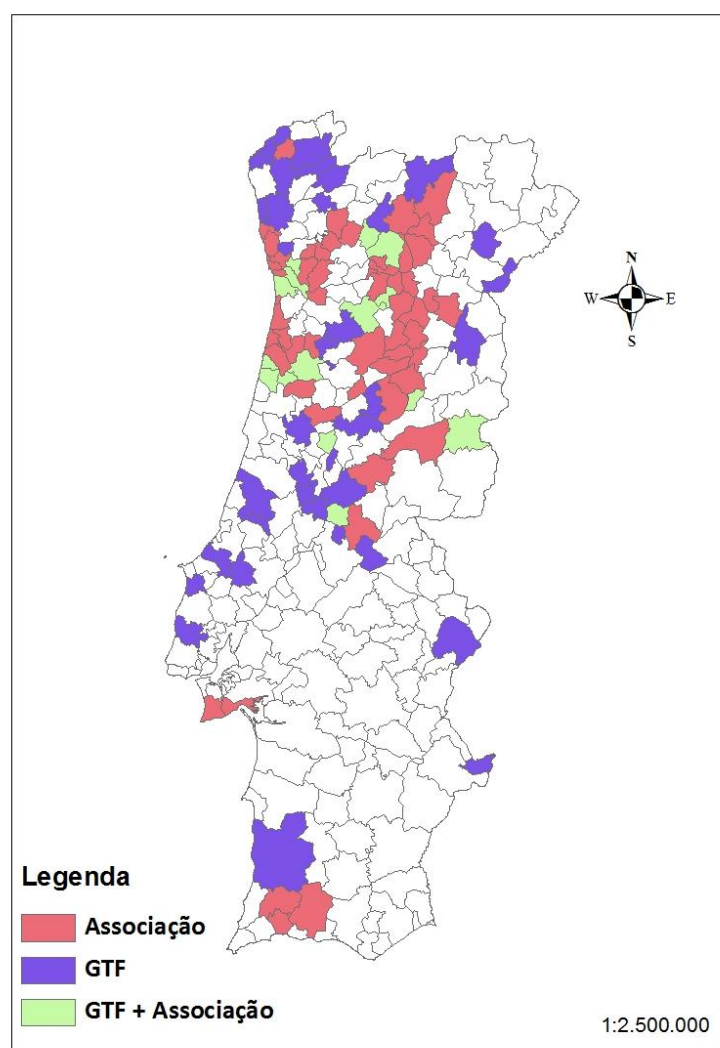 N
W E
S
Legenda
Associação
GTF
GTF + Associação
1:2.500.000